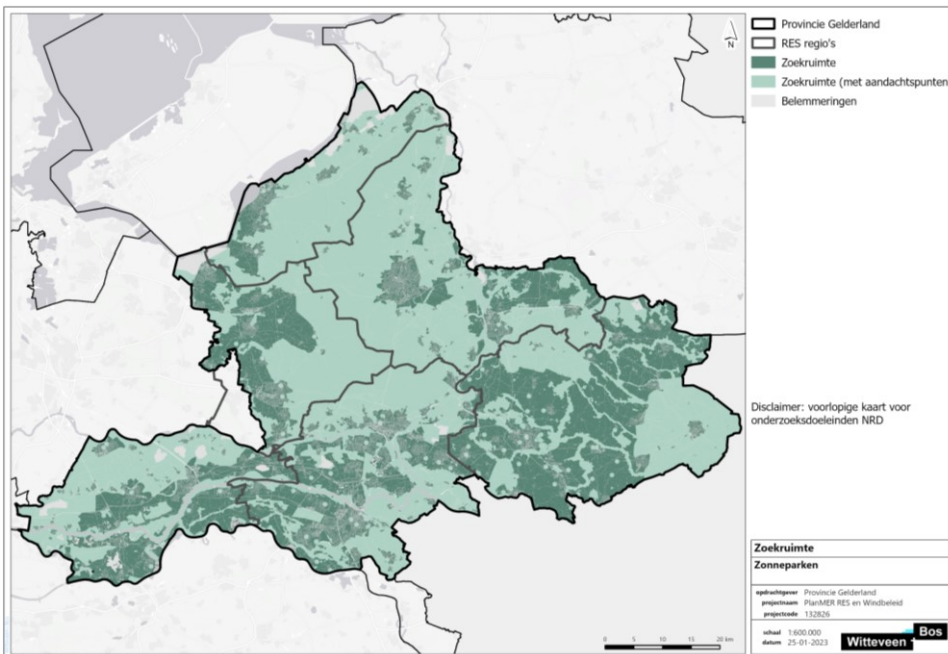 N
Provincie Gelderland
RES regio's
Zoekruimte
Zoekruimte (met aandachtspunten
Belemmeringen
Disclaimer: voorlopige kaart voor
onderzoeksdoeleinden NRD
Zoekruimte
Zonneparken
opdrachtgever Provincie Gelderland
projectnaam PlanMER RES en Windbeleid
projectcode 132826
schaal 1:600.000
datum 25-01-2023
Witteveen + Bos
0 5 10 15 20 km